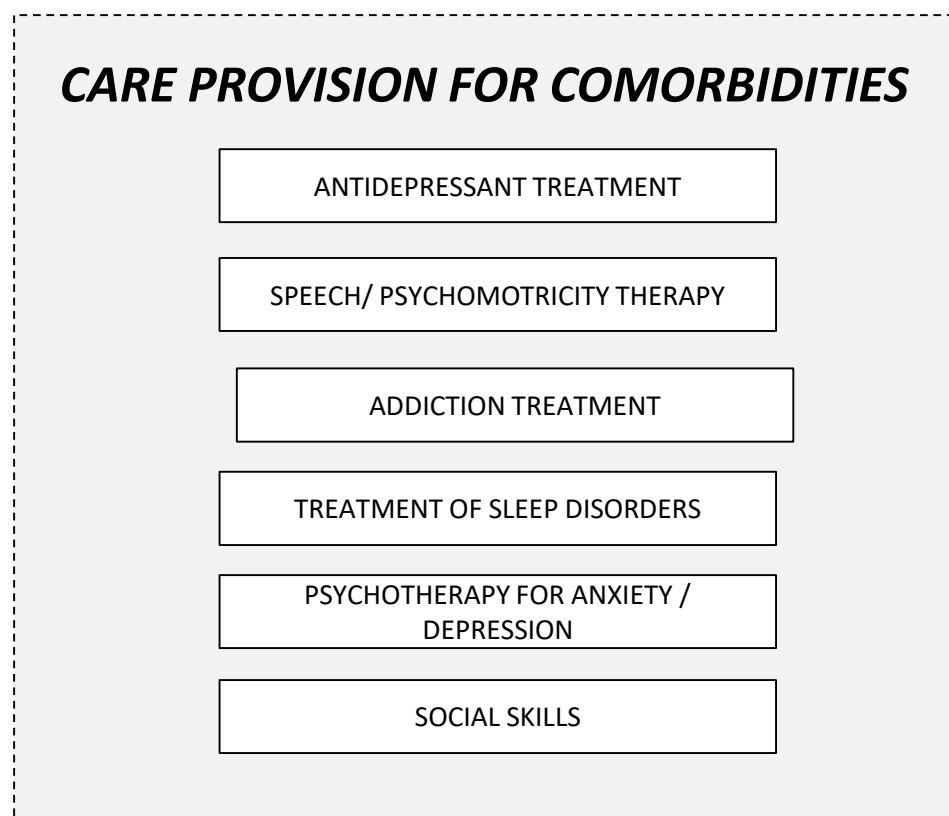 CARE PROVISION FOR COMORBIDITIES
ANTIDEPRESSANT TREATMENT
SPEECH/ PSYCHOMOTRICITY THERAPY
ADDICTION TREATMENT
TREATMENT OF SLEEP DISORDERS
PSYCHOTHERAPY FOR ANXIETY /
DEPRESSION
SOCIAL SKILLS